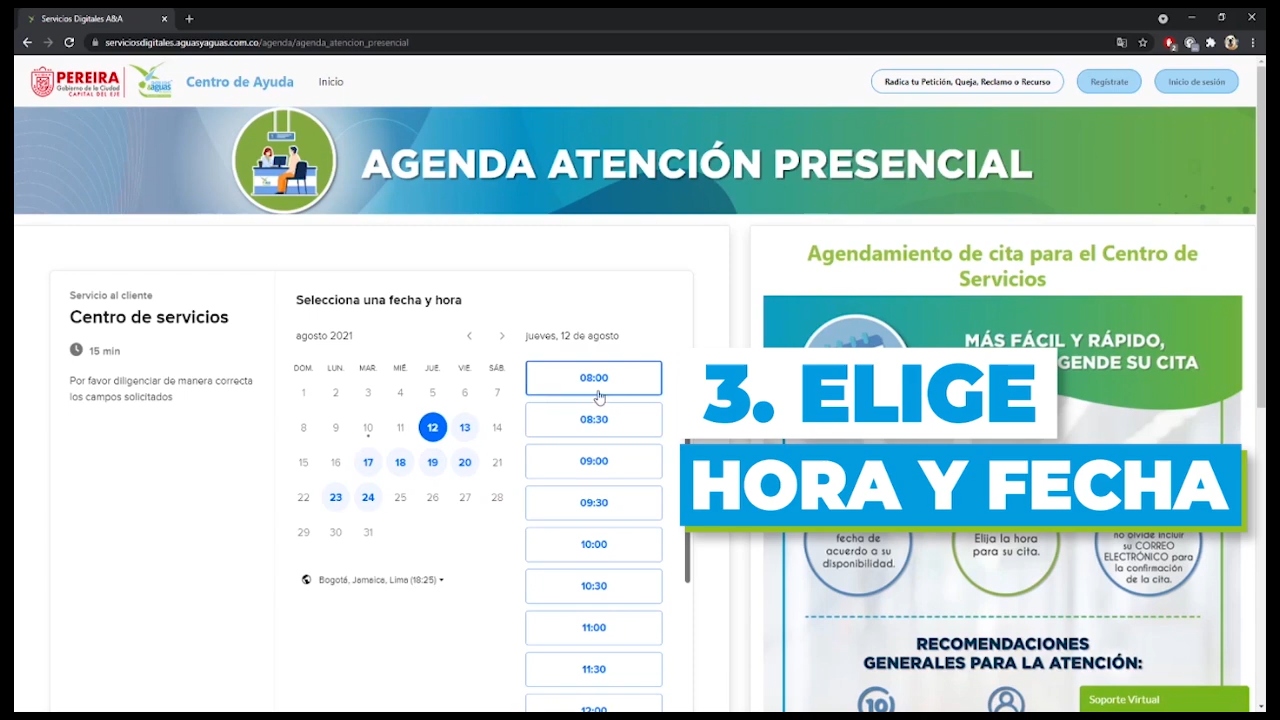 Servicios Digitales A&A
serviciosdigitales.aguasyaguas.com.co/agenda/agenda_atencion_presencial
PEREIRA
Gobierno de la Ciudad
CAPITAL DEL EJE
aguas
Centro de Ayuda
Inicio
Radica tu Petición, Queja, Reclamo o Recurso
Regístrate
Inicio de sesión
AGENDA ATENCIÓN PRESENCIAL
Servicio al cliente
Centro de servicios
15 min
Por favor diligenciar de manera correcta
los campos solicitados
Selecciona una fecha y hora
agosto 2021
DOM. LUN. MAR. MIÉ. JUE. VIE. SÁB.
1 2 3 4 5 6 7
8 9 10 11 12 13 14
15 16 17 18 19 20 21
22 23 24 25 26 27 28
29 30 31
Bogotá, Jamaica, Lima (18:25)
jueves, 12 de agosto
08:00
08:30
09:00
09:30
10:00
10:30
11:00
11:30
12:00
Agendamiento de cita para el Centro de
Servicios
MÁS FÁCIL Y RÁPIDO,
GENDE SU CITA
3. ELIGE
HORA Y FECHA
fecha de
acuerdo a su
disponibilidad.
Elija la hora
para su cita.
no olvide incluir
su CORREO
ELECTRÓNICO para
la confirmación
de la cita.
RECOMENDACIONES
GENERALES PARA LA ATENCIÓN:
10
Soporte Virtual